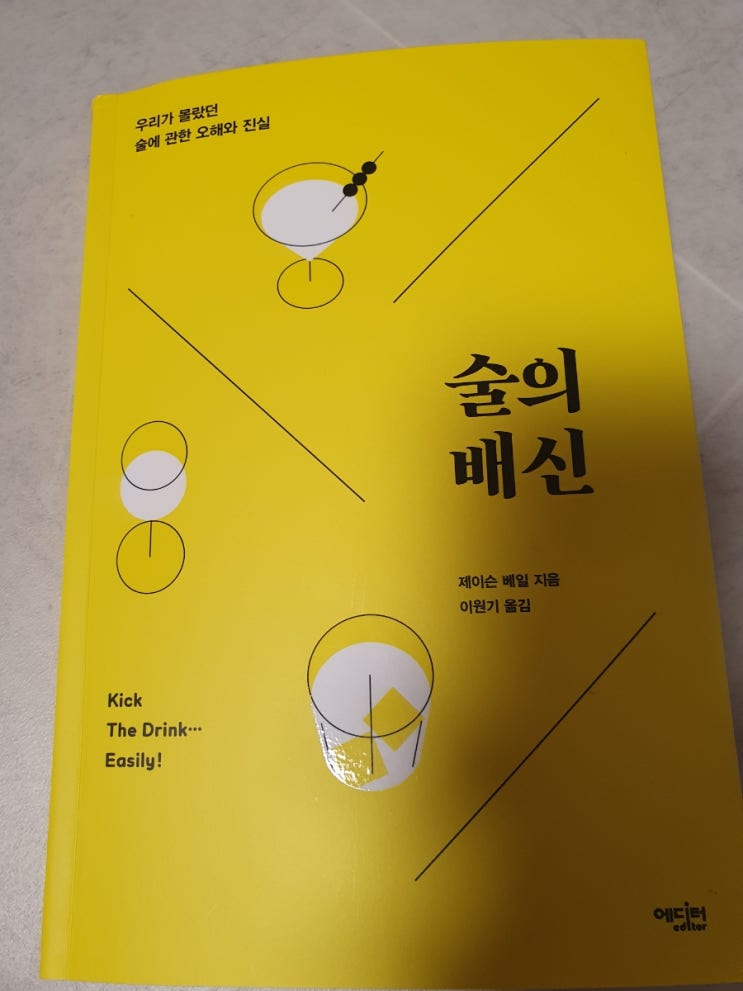 우리가 몰랐던
술에 관한 오해와 진실
술의
배신
제이슨 베일 지음
이원기 옮김
Kick
The Drink…
Easily!
에디터
editor